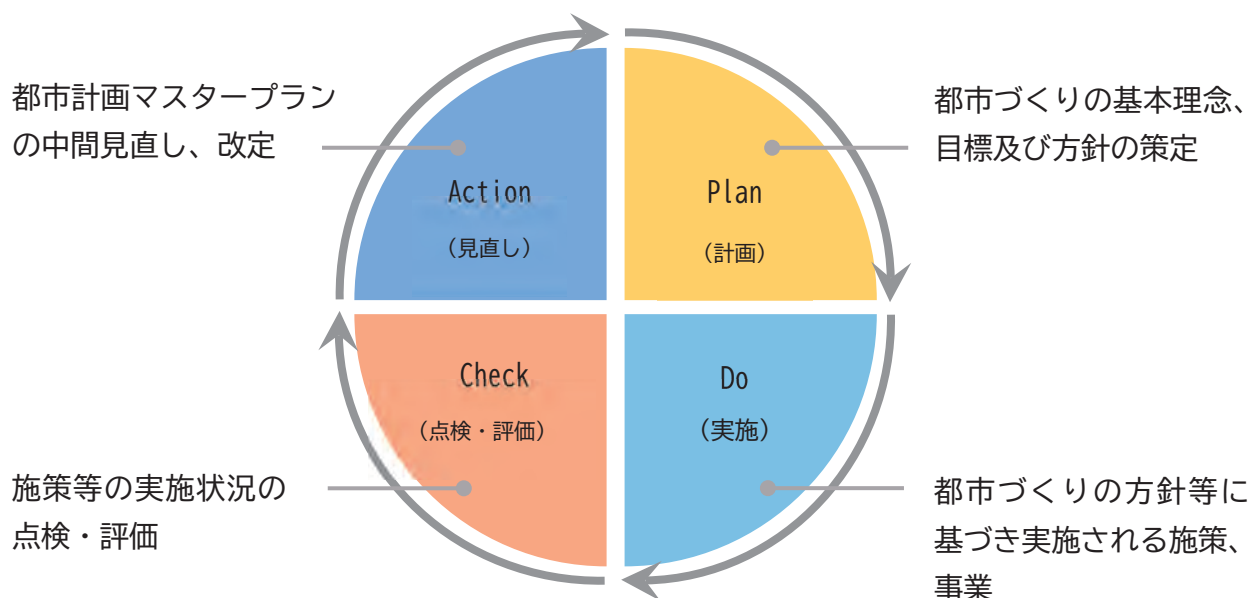 都市計画マスタープラン
の中間見直し、改定
Action
（見直し）
Plan
（計画）
都市づくりの基本理念、
目標及び方針の策定
Check
（点検・評価）
Do
（実施）
施策等の実施状況の
点検・評価
都市づくりの方針等に
基づき実施される施策、
事業